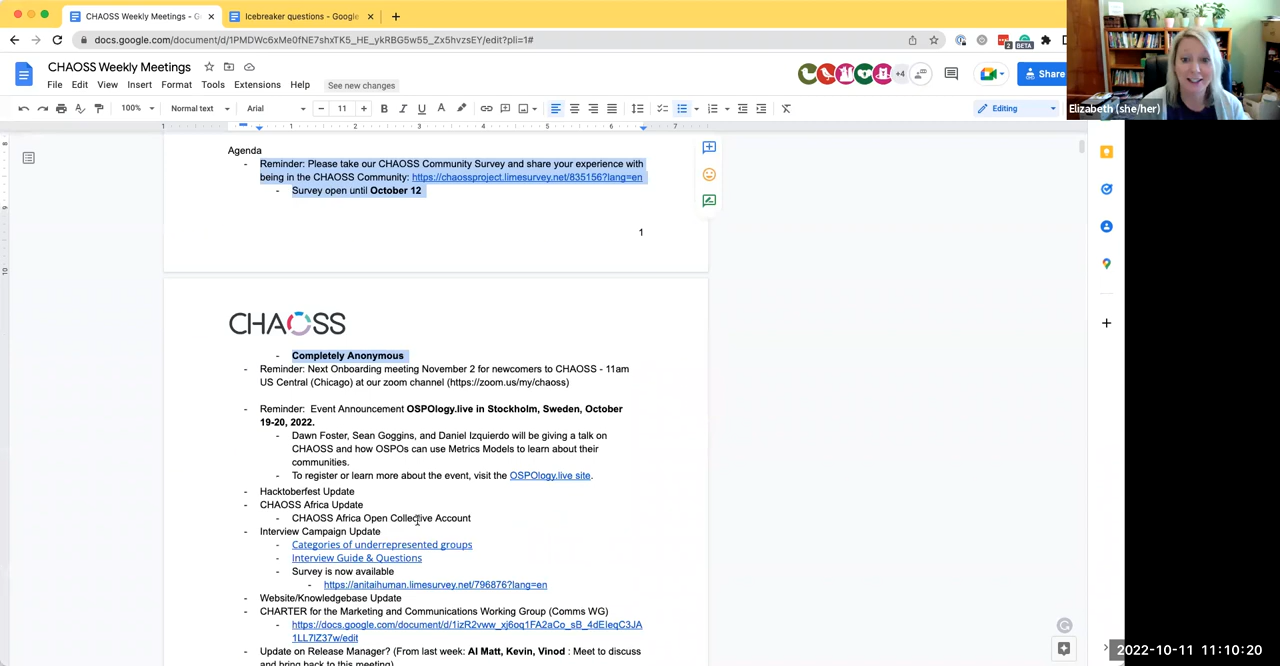 CHAOSS Weekly Meetings - G
Icebreaker questions - Google
docs.google.com/document/d/1PMDWc6xMe0fNE7shxTK5_HE_ykRBG5w55_Zx5hvzsEY/edit?pli=1#
2
BETA
CHAOSS Weekly Meetings
File Edit View Insert Format Tools Extensions Help See new changes
+4
Share
Elizabeth (she/her)
100% Normal text Arial 11 Editing
Agenda
- Reminder: Please take our CHAOSS Community Survey and share your experience with
being in the CHAOSS Community: https://chaossproject.limesurvey.net/835156?lang=en
- Survey open until October 12
1
CHAOSS
- Completely Anonymous
- Reminder: Next Onboarding meeting November 2 for newcomers to CHAOSS - 11am
US Central (Chicago) at our zoom channel (https://zoom.us/my/chaoss)
- Reminder: Event Announcement OSPOlogy.live in Stockholm, Sweden, October
19-20, 2022.
- Dawn Foster, Sean Goggins, and Daniel Izquierdo will be giving a talk on
CHAOSS and how OSPOs can use Metrics Models to learn about their
communities.
- To register or learn more about the event, visit the OSPOlogy.live site.
- Hacktoberfest Update
- CHAOSS Africa Update
- CHAOSS Africa Open Collective Account
- Interview Campaign Update
- Categories of underrepresented groups
- Interview Guide & Questions
- Survey is now available
- https://anitaihuman.limesurvey.net/796876?lang=en
- Website/Knowledgebase Update
- CHARTER for the Marketing and Communications Working Group (Comms WG)
- https://docs.google.com/document/d/1izR2vww_xj6oq1FA2aCo_sB_4dEIeqC3JA
1LL7lZ37w/edit
- Update on Release Manager? (From last week: Al Matt, Kevin, Vinod : Meet to discuss
and bring back to this meeting)
2022-10-11 11:10:20